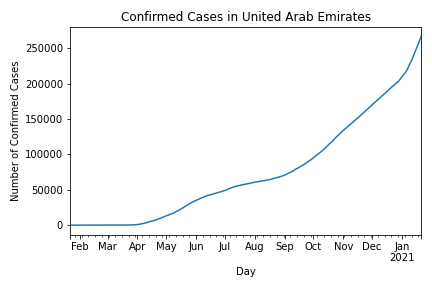 Confirmed Cases in United Arab Emirates
Number of Confirmed Cases
250000
200000
150000
100000
50000
0
Feb Mar Apr May Jun Jul Aug Sep Oct Nov Dec Jan
2021
Day